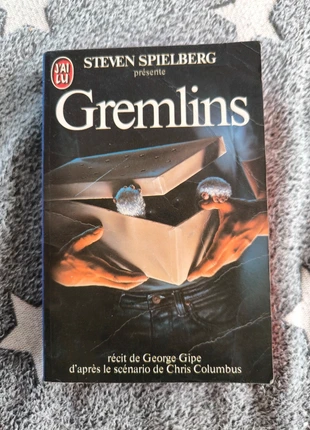 J'AI
LU
STEVEN SPIELBERG
présente
Gremlins
récit de George Gipe
d'après le scénario de Chris Columbus